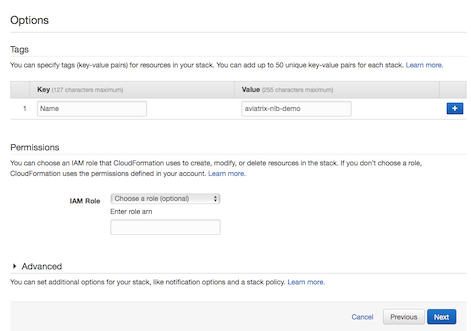 Options
Tags
You can specify tags (key-value pairs) for resources in your stack. You can add up to 50 unique key-value pairs for each stack. Learn more.
Key (127 characters maximum) Value (255 characters maximum)
1 Name aviatrix-nlb-demo +
Permissions
You can choose an IAM role that CloudFormation uses to create, modify, or delete resources in the stack. If you don't choose a role,
CloudFormation uses the permissions defined in your account. Learn more.
IAM Role Choose a role (optional)
Enter role arn
Advanced
You can set additional options for your stack, like notification options and a stack policy. Learn more.
Cancel Previous Next